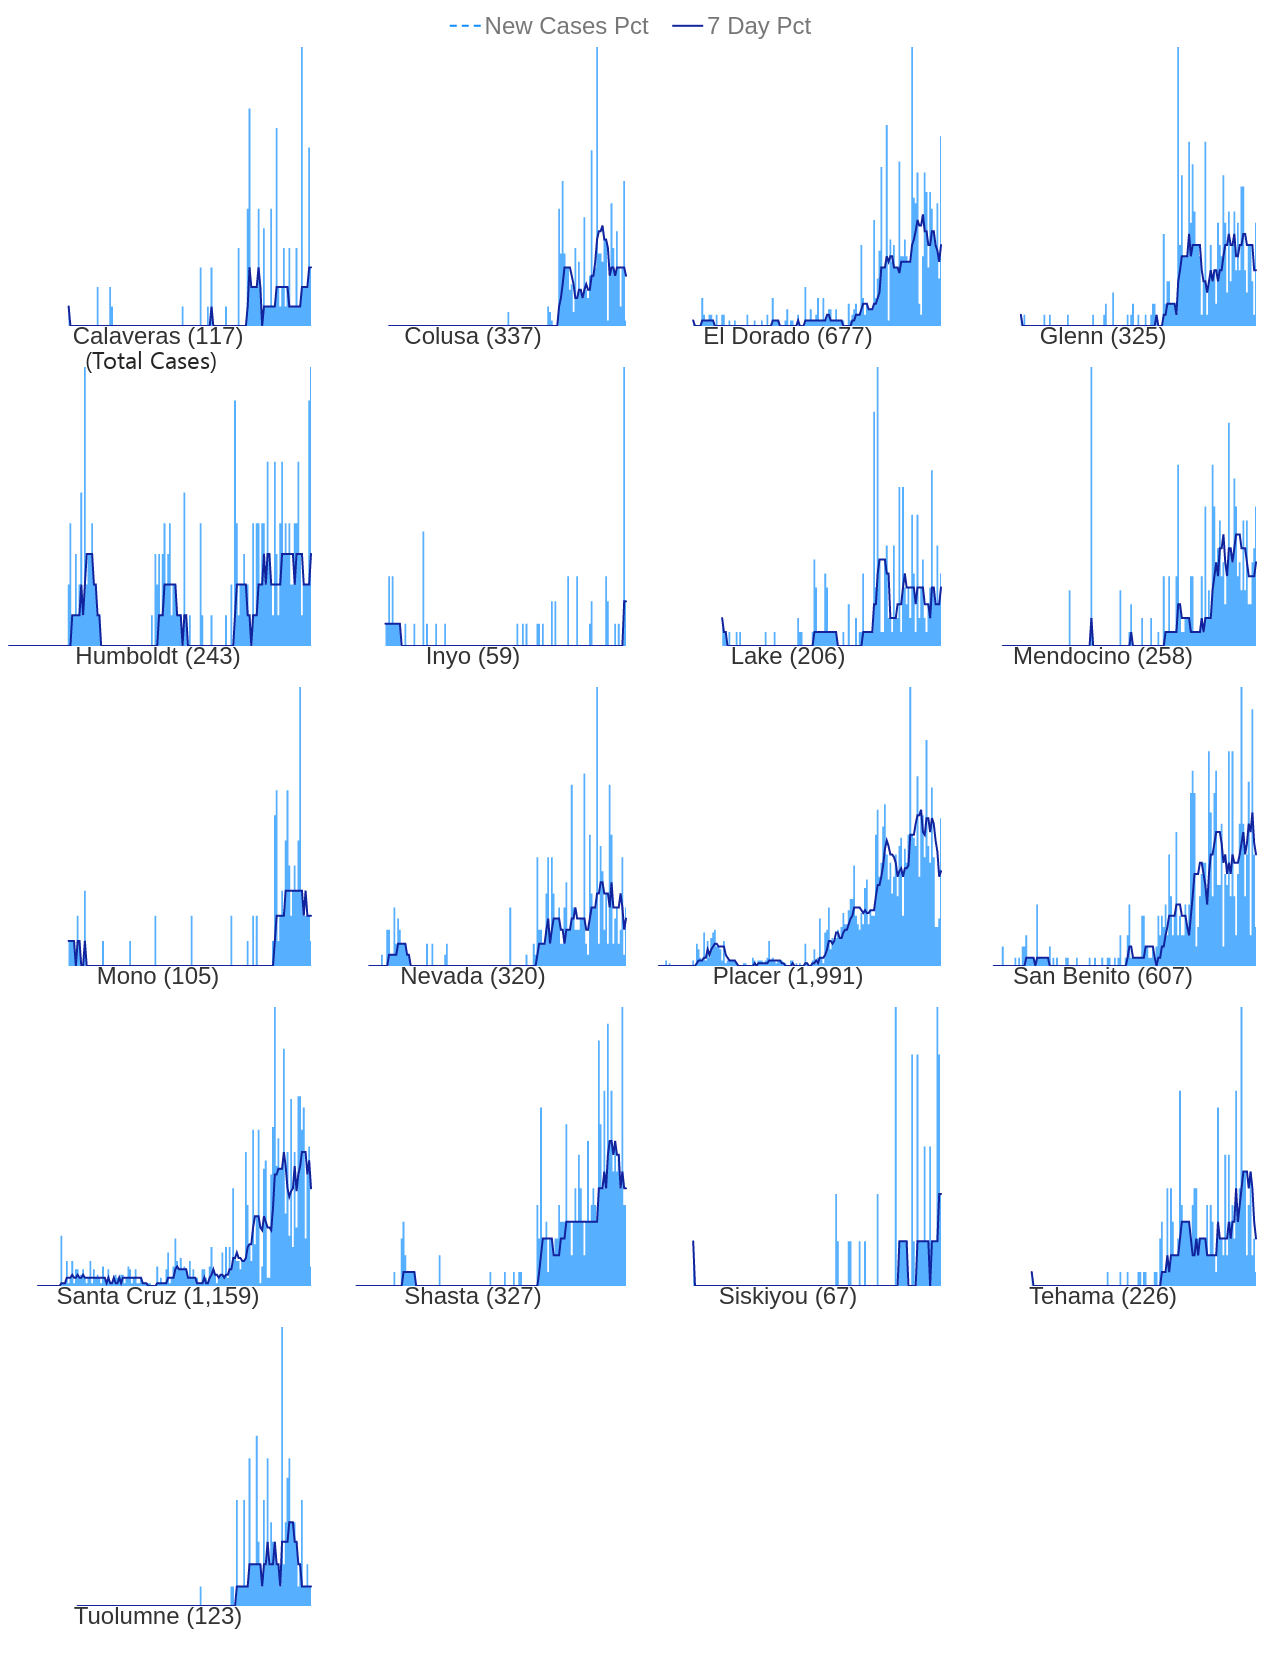 New Cases Pct 7 Day Pct
Calaveras (117) Colusa (337) El Dorado (677) Glenn (325)
(Total Cases)
Humboldt (243) Inyo (59) Lake (206) Mendocino (258)
Mono (105) Nevada (320) Placer (1,991) San Benito (607)
Santa Cruz (1,159) Shasta (327) Siskiyou (67) Tehama (226)
Tuolumne (123)